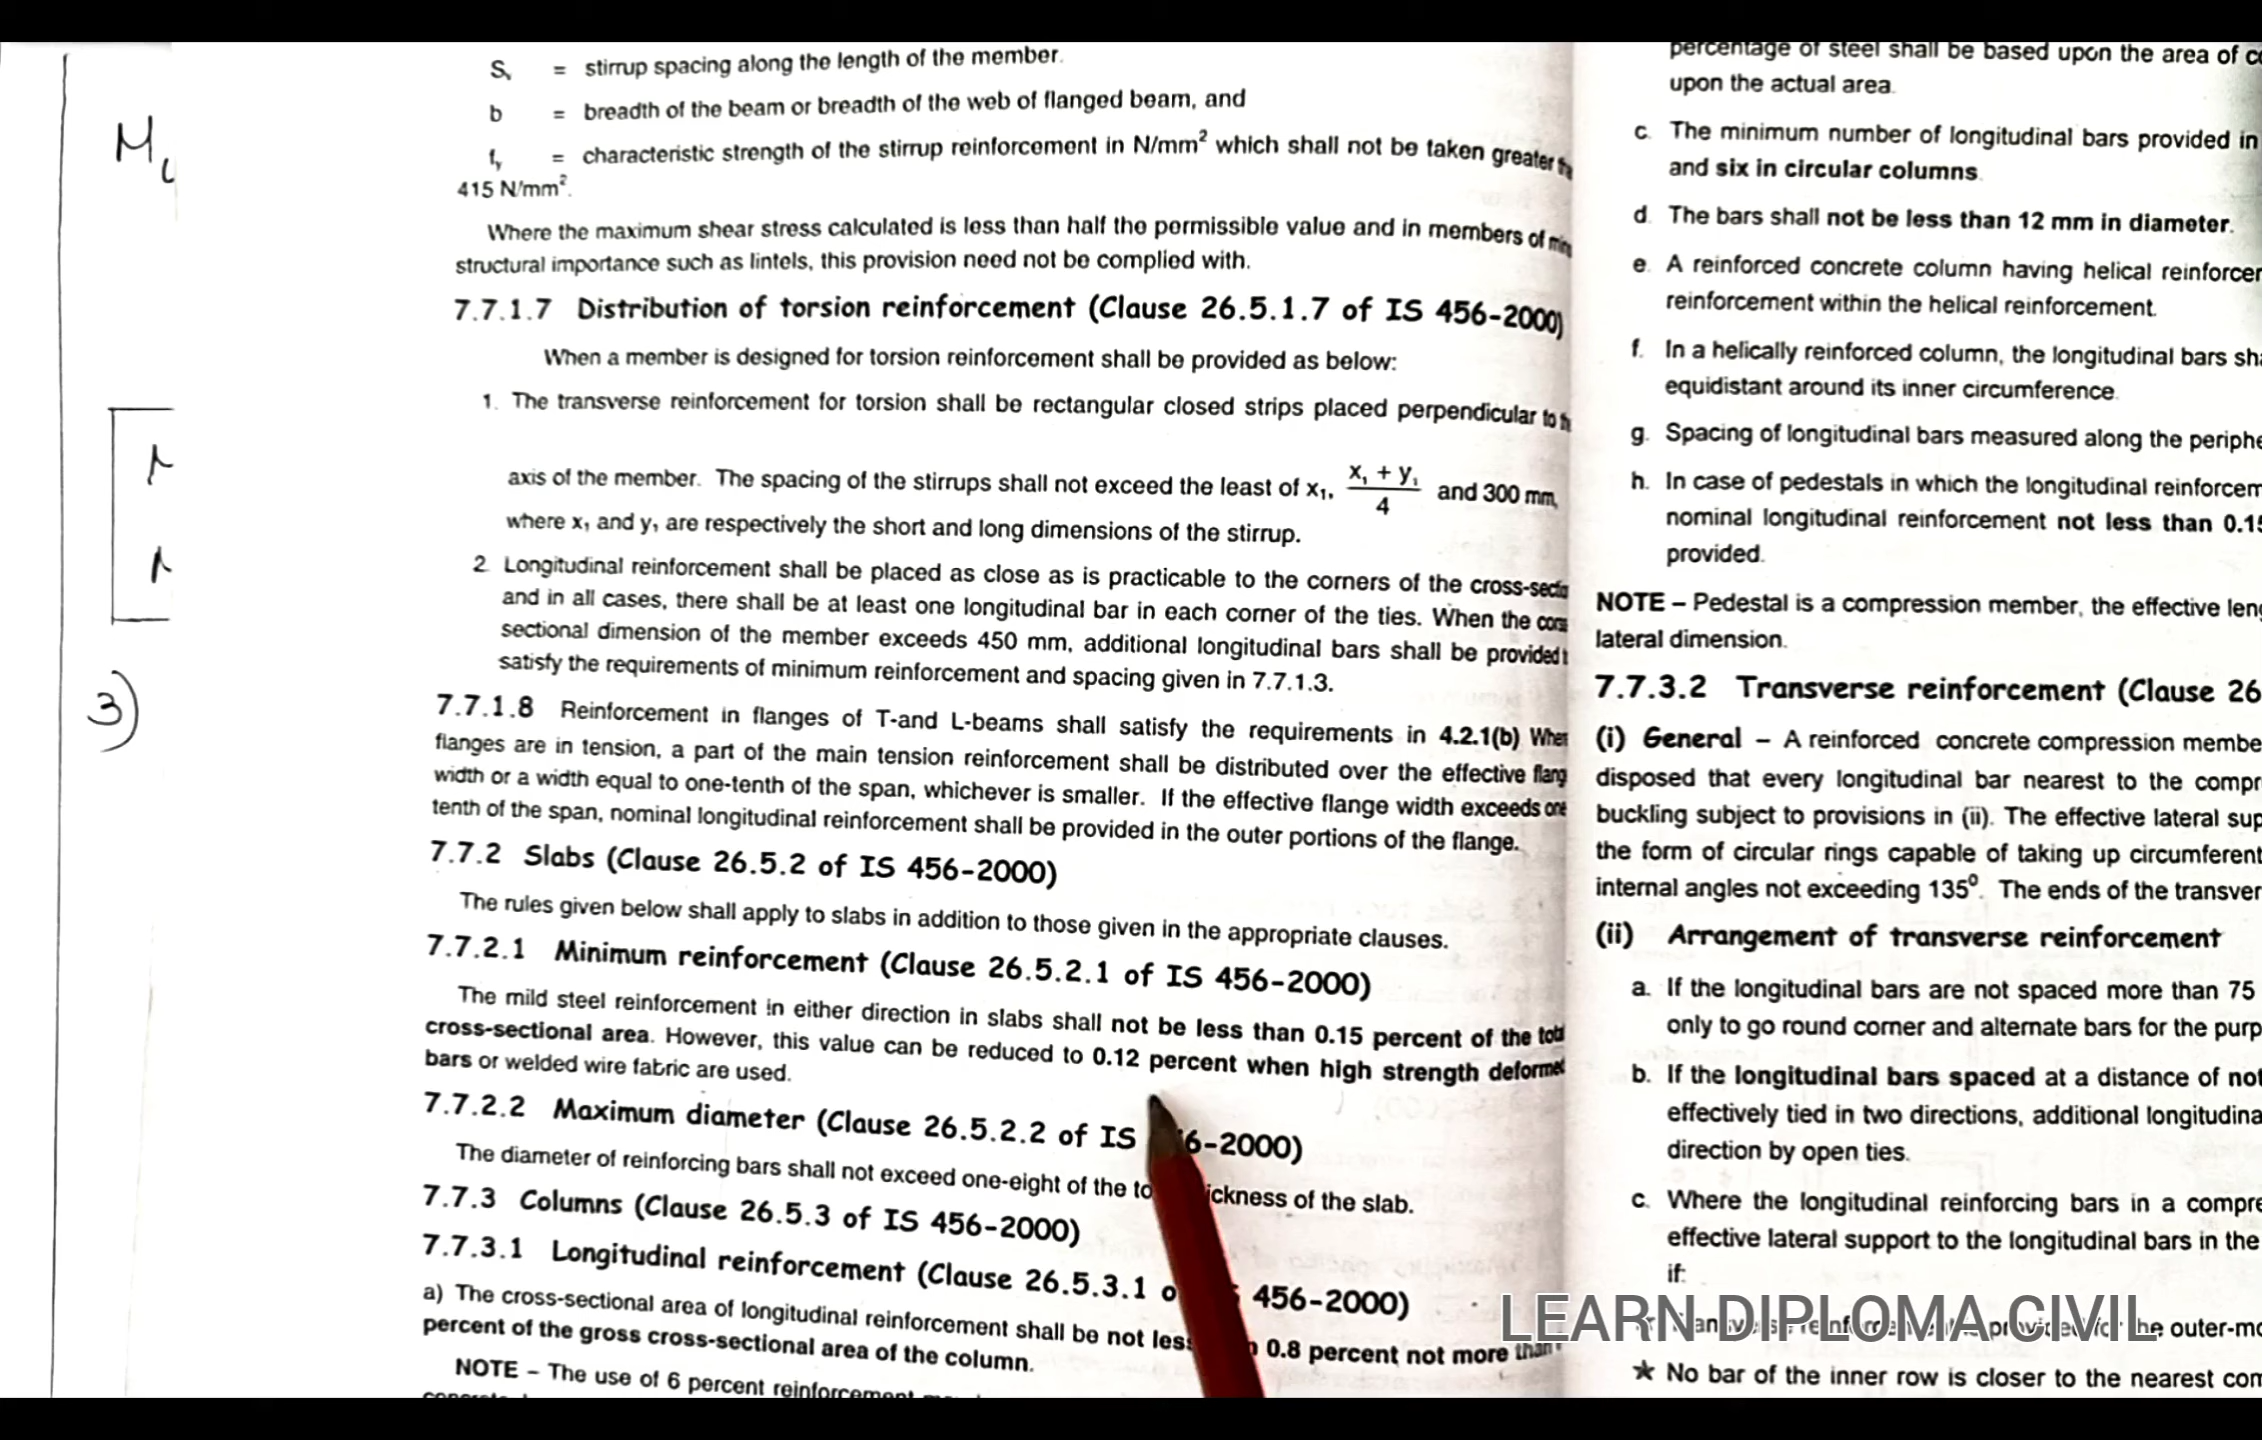 S = stirrup spacing along the length of the member.
b = breadth of the beam or breadth of the web of flanged beam, and
= characteristic strength of the stirrup reinforcement in N/mm² which shall not be taken greater
415 N/mm².
Where the maximum shear stress calculated is less than half the permissible value and in members of
structural importance such as lintels, this provision need not be complied with.
7.7.1.7 Distribution of torsion reinforcement (Clause 26.5.1.7 of IS 456-2000)
When a member is designed for torsion reinforcement shall be provided as below:
1. The transverse reinforcement for torsion shall be rectangular closed strips placed perpendicular to
axis of the member. The spacing of the stirrups shall not exceed the least of x₁, (x₁ + y₁)/4 and 300 mm,
where x₁ and y₁ are respectively the short and long dimensions of the stirrup.
2. Longitudinal reinforcement shall be placed as close as is practicable to the corners of the
and in all cases, there shall be at least one longitudinal bar in each corner of the ties. When the
sectional dimension of the member exceeds 450 mm, additional longitudinal bars shall be provided
satisfy the requirements of minimum reinforcement and spacing given in 7.7.1.3.
7.7.1.8 Reinforcement in flanges of T-and L-beams shall satisfy the requirements in 4.2.1(b)
flanges are in tension, a part of the main tension reinforcement shall be distributed over the effective
width or a width equal to one-tenth of the span, whichever is smaller. If the effective flange width exceeds
tenth of the span, nominal longitudinal reinforcement shall be provided in the outer portions of the flange.
7.7.2 Slabs (Clause 26.5.2 of IS 456-2000)
The rules given below shall apply to slabs in addition to those given in the appropriate clauses.
7.7.2.1 Minimum reinforcement (Clause 26.5.2.1 of IS 456-2000)
The mild steel reinforcement in either direction in slabs shall not be less than 0.15 percent of the
cross-sectional area. However, this value can be reduced to 0.12 percent when high strength
bars or welded wire fabric are used.
7.7.2.2 Maximum diameter (Clause 26.5.2.2 of IS 6-2000)
The diameter of reinforcing bars shall not exceed one-eight of the ickness of the slab.
7.7.3 Columns (Clause 26.5.3 of IS 456-2000)
7.7.3.1 Longitudinal reinforcement (Clause 26.5.3.1 456-2000)
a) The cross-sectional area of longitudinal reinforcement shall be not less 0.8 percent not more than
percent of the gross cross-sectional area of the column.
NOTE – The use of 6 percent
percentage of steel shall be based upon the area of
upon the actual area.
c. The minimum number of longitudinal bars provided in
and six in circular columns.
d. The bars shall not be less than 12 mm in diameter.
e. A reinforced concrete column having helical
reinforcement within the helical reinforcement.
f. In a helically reinforced column, the longitudinal bars
equidistant around its inner circumference.
g. Spacing of longitudinal bars measured along the
h. In case of pedestals in which the longitudinal
nominal longitudinal reinforcement not less than 0.15
provided.
NOTE – Pedestal is a compression member, the effective
lateral dimension.
7.7.3.2 Transverse reinforcement (Clause 26
(i) General – A reinforced concrete compression
disposed that every longitudinal bar nearest to the
buckling subject to provisions in (ii). The effective lateral
the form of circular rings capable of taking up
internal angles not exceeding 135°. The ends of the
(ii) Arrangement of transverse reinforcement
a. If the longitudinal bars are not spaced more than 75
only to go round corner and alternate bars for the
b. If the longitudinal bars spaced at a distance of not
effectively tied in two directions, additional
direction by open ties.
c. Where the longitudinal reinforcing bars in a
effective lateral support to the longitudinal bars in the
if:
the outer-
★ No bar of the inner row is closer to the nearest
3)
LEARN DIPLOMA CIVIL